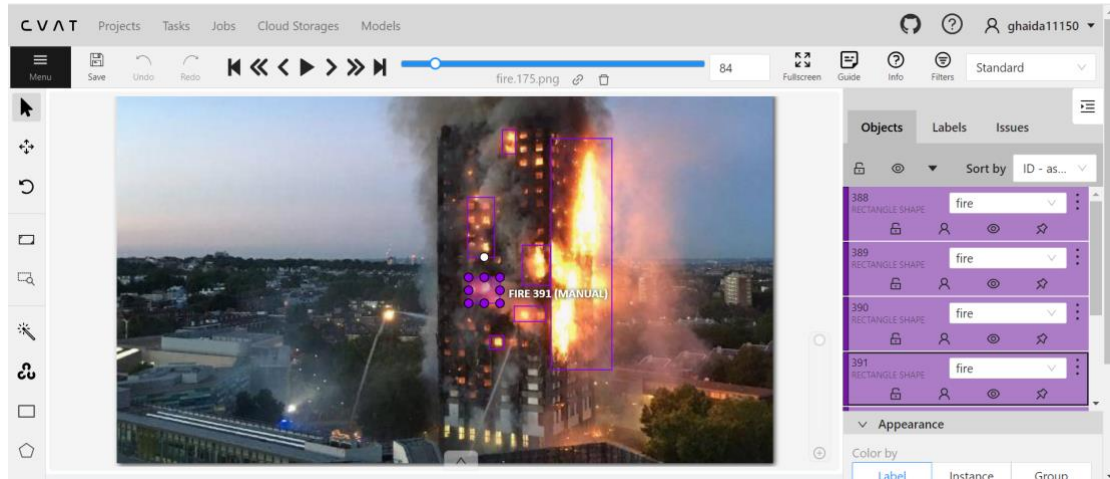 CVAT Projects Tasks Jobs Cloud Storages Models ghaida11150
Menu Save Undo Redo fire.175.png 84 Fullscreen Guide Info Filters Standard
Objects Labels Issues
Sort by ID - as...
388 fire
RECTANGLE SHAPE
389 fire
RECTANGLE SHAPE
FIRE 391 (MANUAL)
390 fire
RECTANGLE SHAPE
391 fire
RECTANGLE SHAPE
Appearance
Color by
Label Instance Group